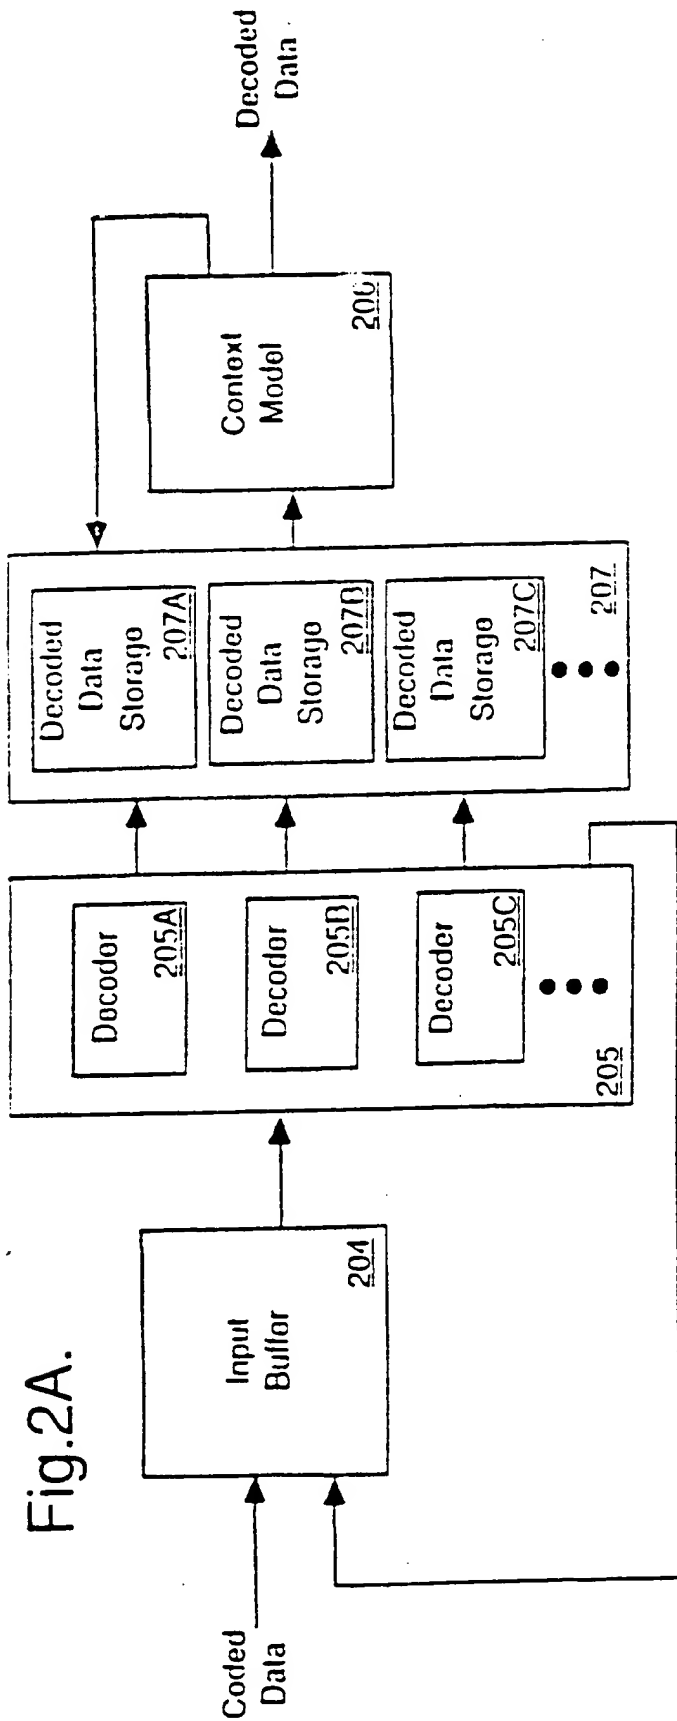 Fig.2A.
Coded
Data
Input
Buffer
204
Decoder
205A
Decoder
205B
Decoder
205C
205
Decoded
Data
Storage
207A
Decoded
Data
Storage
207B
Decoded
Data
Storage
207C
207
Context
Model
206
Decoded
Data